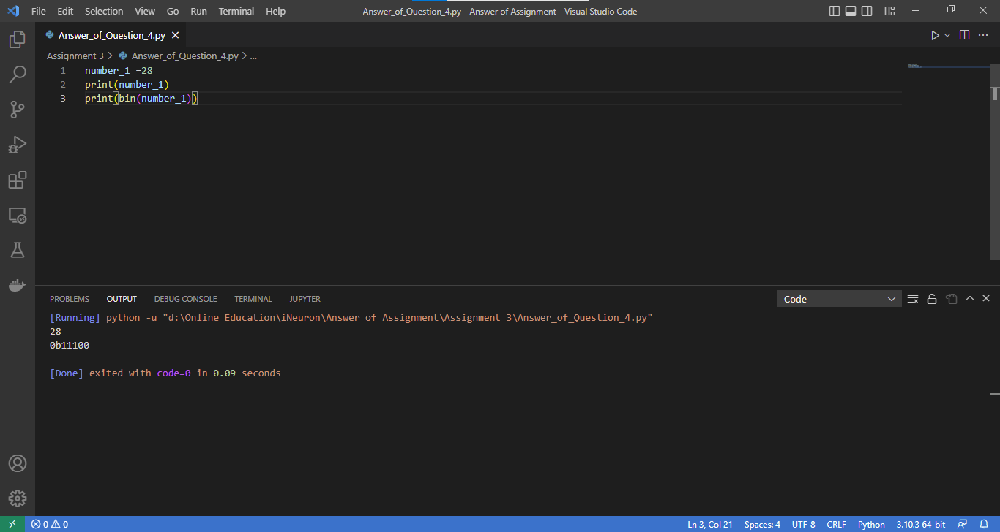 File Edit Selection View Go Run Terminal Help Answer_of_Question_4.py - Answer of Assignment - Visual Studio Code
Answer_of_Question_4.py
Assignment 3 > Answer_of_Question_4.py > ...
1 number_1 =28
2 print(number_1)
3 print(bin(number_1))
PROBLEMS OUTPUT DEBUG CONSOLE TERMINAL JUPYTER Code
[Running] python -u "d:\Online Education\iNeuron\Answer of Assignment\Assignment 3\Answer_of_Question_4.py"
28
0b11100
[Done] exited with code=0 in 0.09 seconds
0 0 Ln 3, Col 21 Spaces: 4 UTF-8 CRLF Python 3.10.3 64-bit